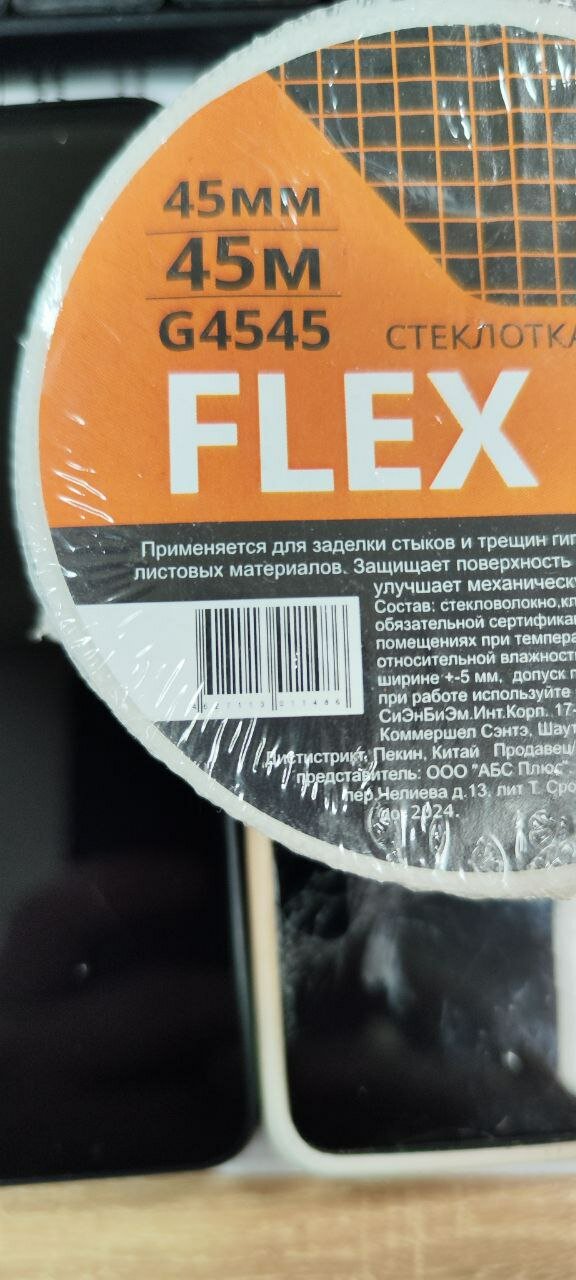 45мм
45м
G4545
СТЕКЛОТКА
FLEX
Применяется для заделки стыков и трещин гип
листовых материалов. Защищает поверхность
улучшает механическ
Состав: стекловолокно,кл
обязательной сертифика
помещениях при темпера
относительной влажност
ширине +-5 мм, допуск п
при работе используйте
СиЭнБиЭм.Инт.Корп. 17-
Коммершел Сэнтэ, Шаут
Дистистрикт, Пекин, Китай Продавец/
представитель: ООО "АБС Плюс".
пер.Челиева д.13, лит Т. Сро
до: 2024.